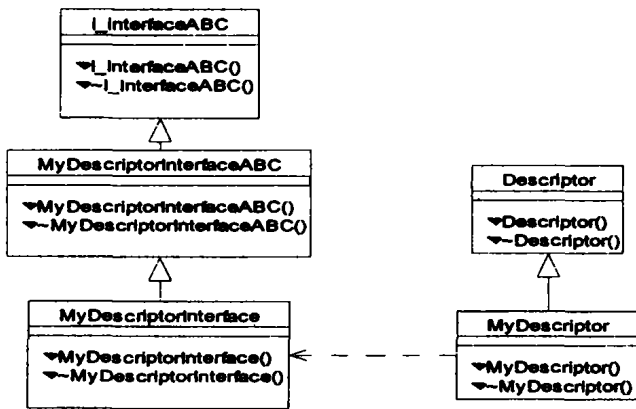 I_InterfaceABC
I_InterfaceABC()
~I_InterfaceABC()
MyDescriptorInterfaceABC
MyDescriptorInterfaceABC()
~MyDescriptorInterfaceABC()
MyDescriptorInterface
MyDescriptorInterface()
~MyDescriptorInterface()
Descriptor
Descriptor()
~Descriptor()
MyDescriptor
MyDescriptor()
~MyDescriptor()